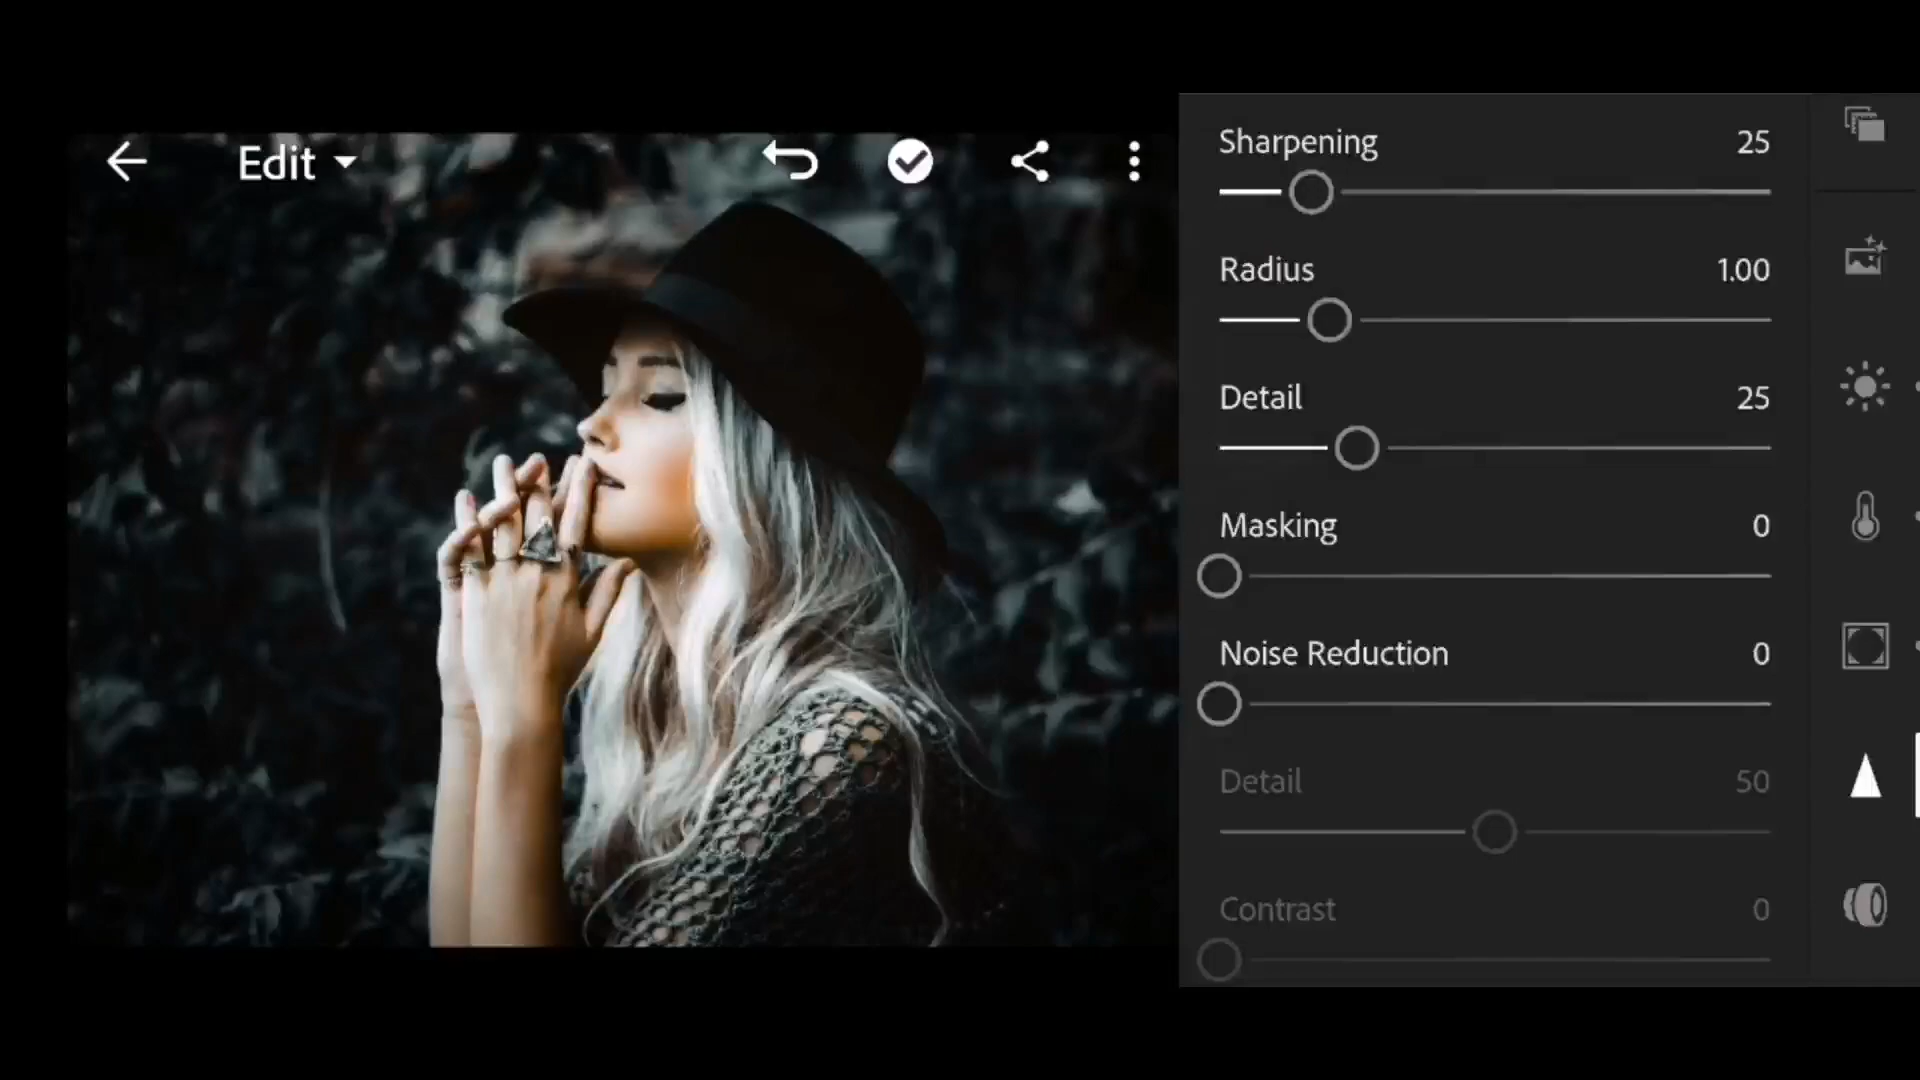 Edit
Sharpening 25
Radius 1.00
Detail 25
Masking 0
Noise Reduction 0
Detail 50
Contrast 0